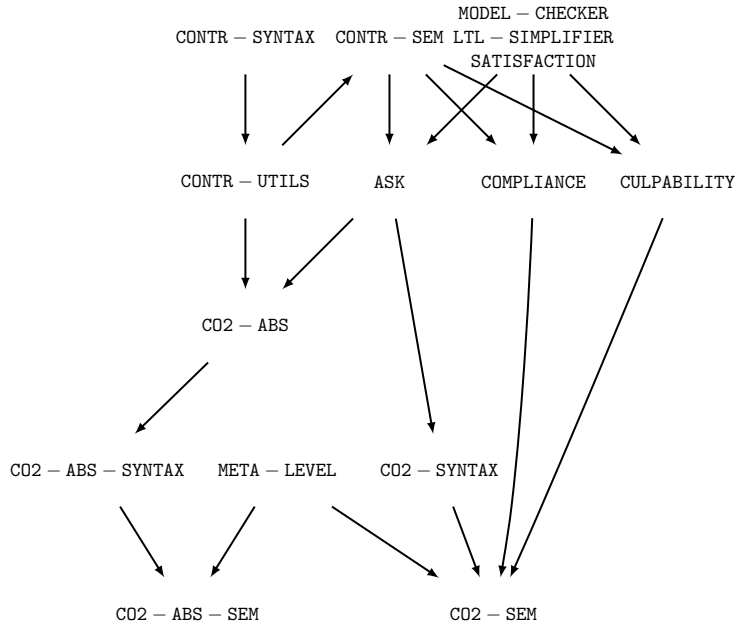 MODEL − CHECKER
CONTR − SYNTAX CONTR − SEM LTL − SIMPLIFIER
SATISFACTION
CONTR − UTILS ASK COMPLIANCE CULPABILITY
CO2 − ABS
CO2 − ABS − SYNTAX META − LEVEL CO2 − SYNTAX
CO2 − ABS − SEM CO2 − SEM